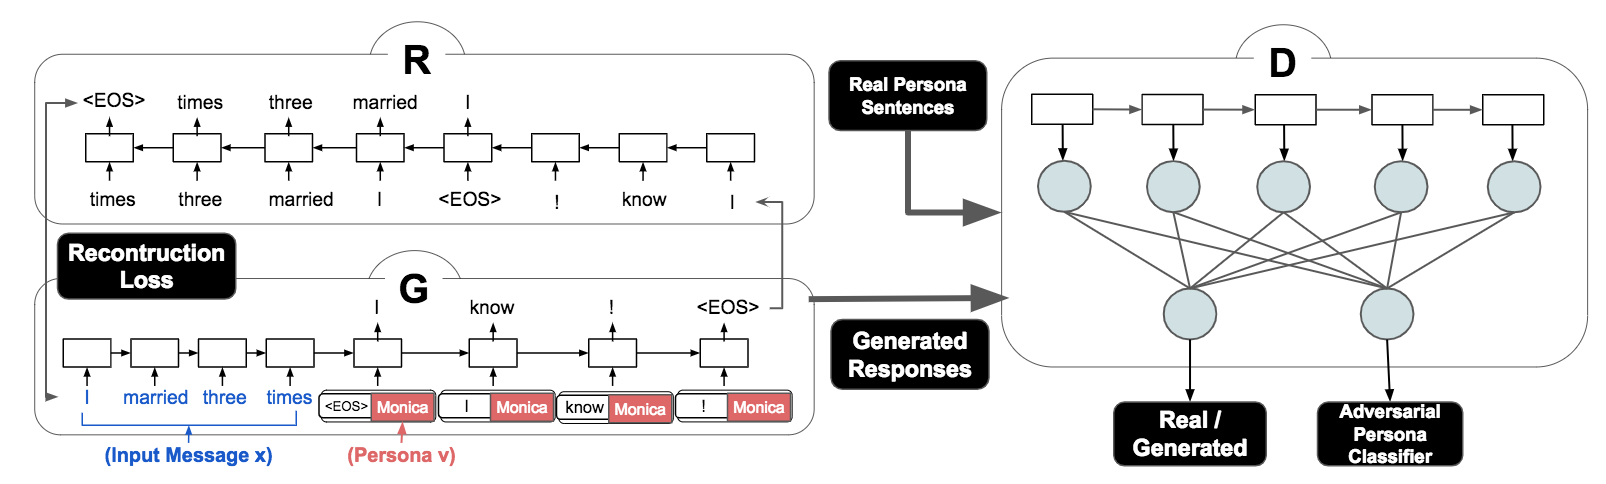 R
<EOS> times three married I
times three married I <EOS> ! know I
Recontruction
Loss
G
I know ! <EOS>
I married three times <EOS> Monica I Monica know Monica ! Monica
(Input Message x) (Persona v)
Real Persona
Sentences
Generated
Responses
D
Real /
Generated
Adversarial
Persona
Classifier